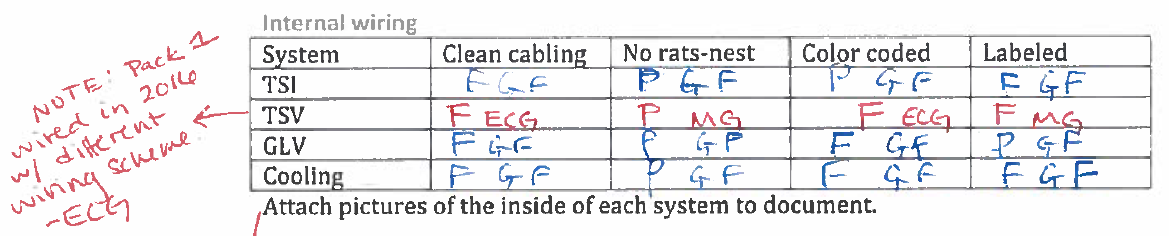 Internal wiring
System Clean cabling No rats-nest Color coded Labeled
TSI F GF P GF P GF F GF
TSV F ECG P MG F ECG F MG
GLV F GF P GF F GF P GF
Cooling F GF P GF F GF F GF
Attach pictures of the inside of each system to document.
NOTE: Pack 1
wired in 2016
w/ different
wiring scheme.
-ECG